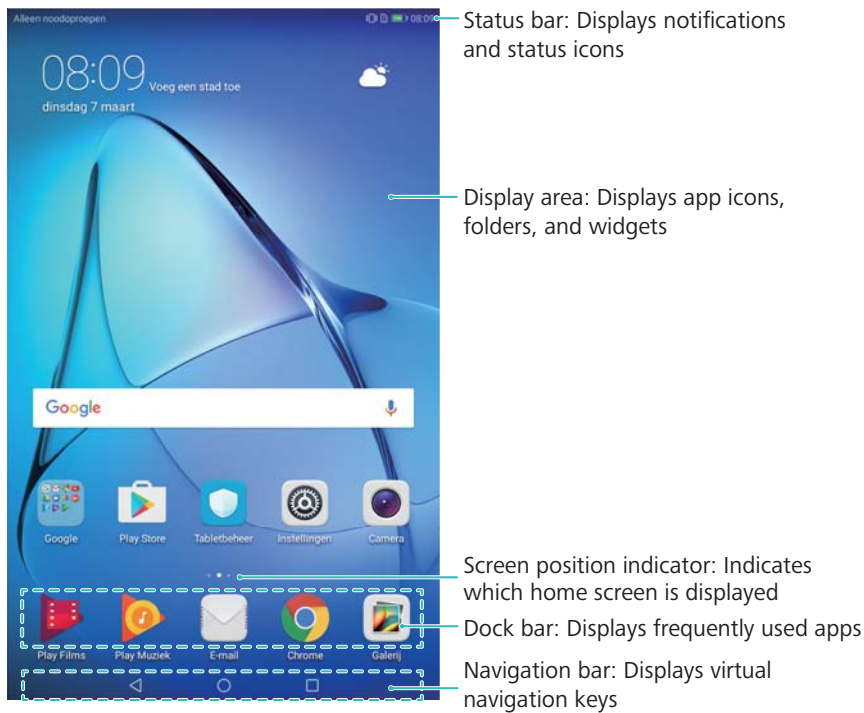 Alleen noodoproepen
08:09
Status bar: Displays notifications
and status icons
08:09 Voeg een stad toe
dinsdag 7 maart
Display area: Displays app icons,
folders, and widgets
Google
Google
Play Store
Tabletbeheer
Instellingen
Camera
Screen position indicator: Indicates
which home screen is displayed
Dock bar: Displays frequently used apps
Play Films
Play Muziek
E-mail
Chrome
Galerij
Navigation bar: Displays virtual
navigation keys